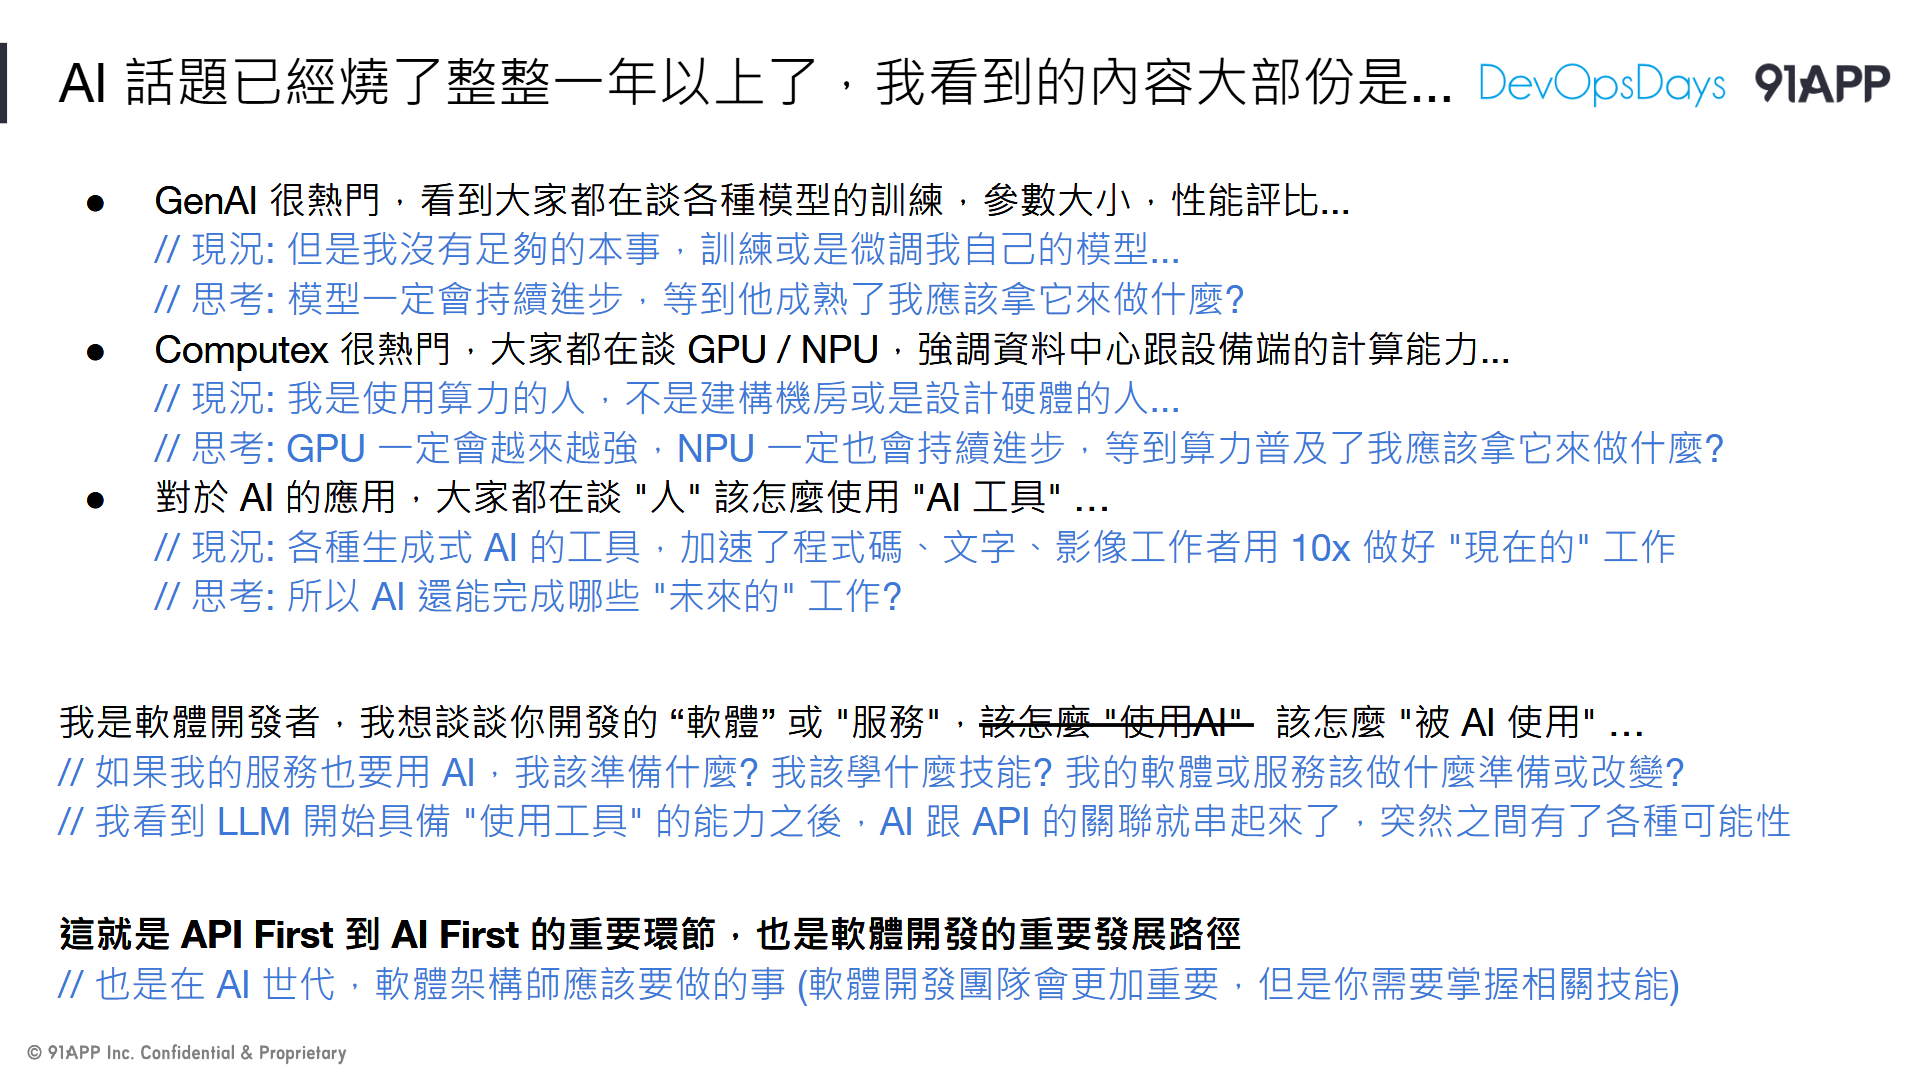 AI 話題已經燒了整整一年以上了，我看到的內容大部份是...
DevOpsDays
91APP
● GenAI 很熱門，看到大家都在談各種模型的訓練，參數大小，性能評比...
// 現況: 但是我沒有足夠的本事，訓練或是微調我自己的模型...
// 思考: 模型一定會持續進步，等到他成熟了我應該拿它來做什麼?
● Computex 很熱門，大家都在談 GPU / NPU，強調資料中心跟設備端的計算能力...
// 現況: 我是使用算力的人，不是建構機房或是設計硬體的人...
// 思考: GPU 一定會越來越強，NPU 一定也會持續進步，等到算力普及了我應該拿它來做什麼?
● 對於 AI 的應用，大家都在談 "人" 該怎麼使用 "AI 工具" …
// 現況: 各種生成式 AI 的工具，加速了程式碼、文字、影像工作者用 10x 做好 "現在的" 工作
// 思考: 所以 AI 還能完成哪些 "未來的" 工作?
我是軟體開發者，我想談談你開發的 “軟體” 或 "服務"，該怎麼 "使用AI" 該怎麼 "被 AI 使用" …
// 如果我的服務也要用 AI，我該準備什麼? 我該學什麼技能? 我的軟體或服務該做什麼準備或改變?
// 我看到 LLM 開始具備 "使用工具" 的能力之後，AI 跟 API 的關聯就串起來了，突然之間有了各種可能性
這就是 API First 到 AI First 的重要環節，也是軟體開發的重要發展路徑
// 也是在 AI 世代，軟體架構師應該要做的事 (軟體開發團隊會更加重要，但是你需要掌握相關技能)
© 91APP Inc. Confidential & Proprietary